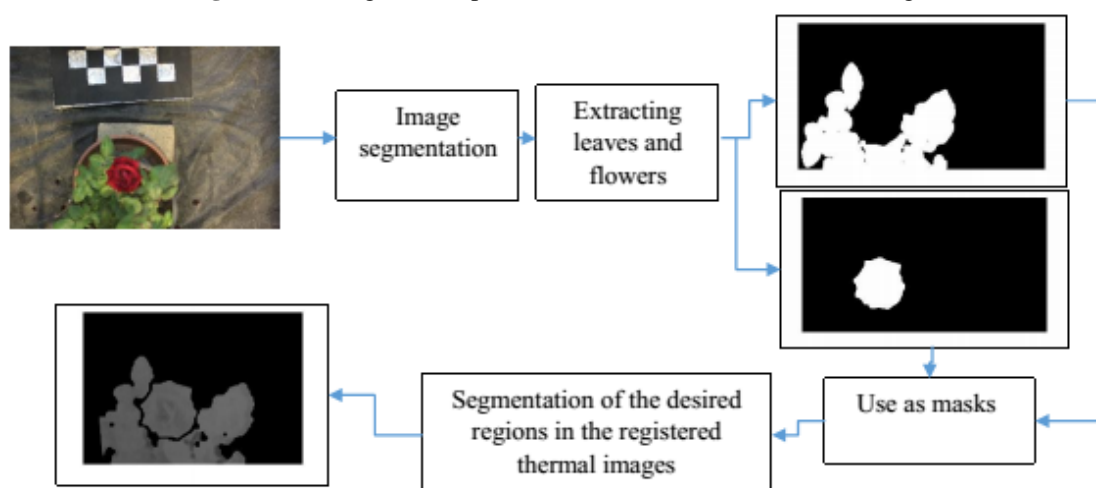 Image
segmentation
Extracting
leaves and
flowers
Use as masks
Segmentation of the desired
regions in the registered
thermal images